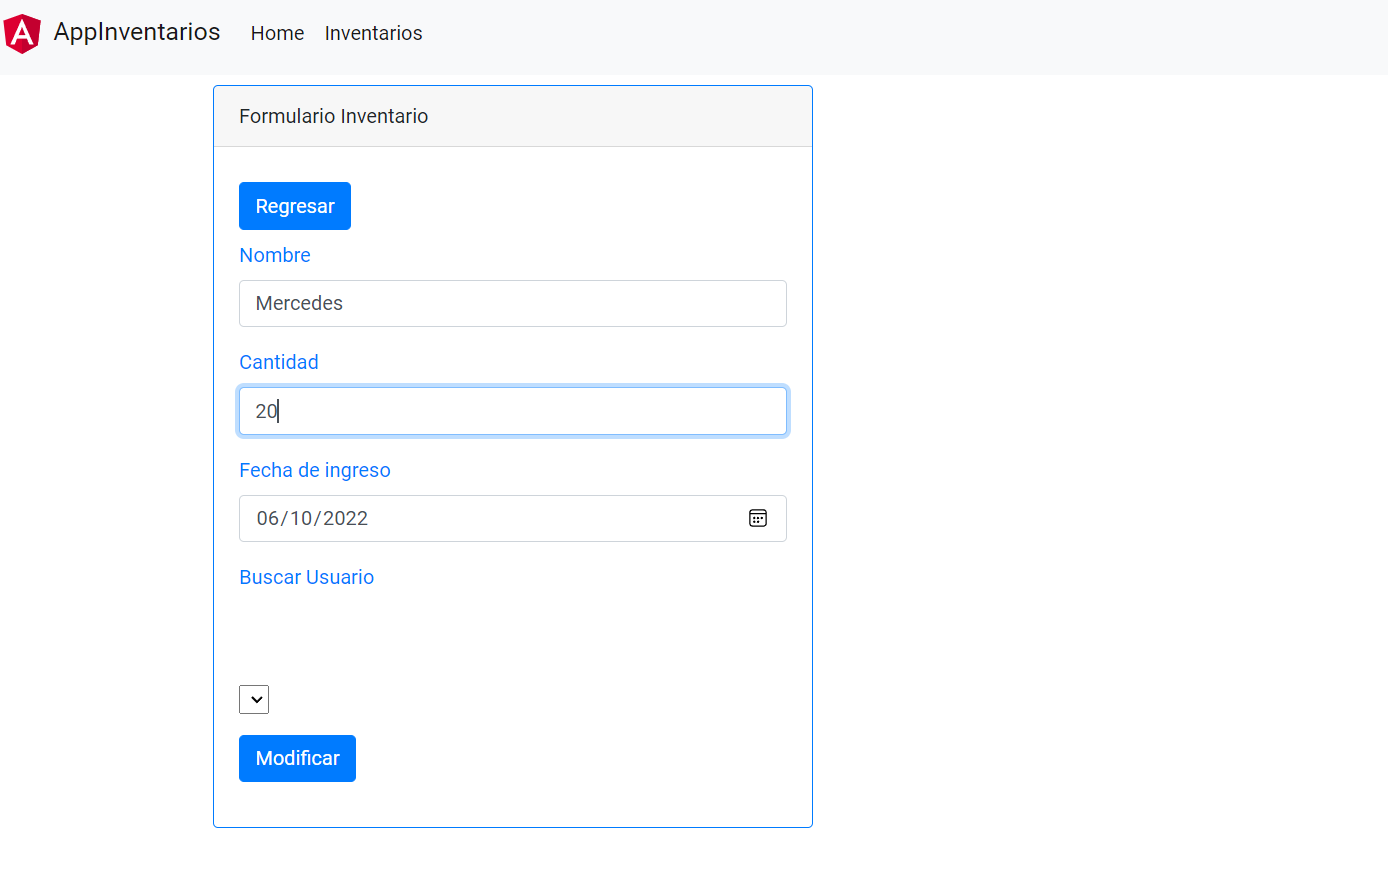 AppInventarios Home Inventarios
Formulario Inventario
Regresar
Nombre
Mercedes
Cantidad
20
Fecha de ingreso
06/10/2022
Buscar Usuario
Modificar